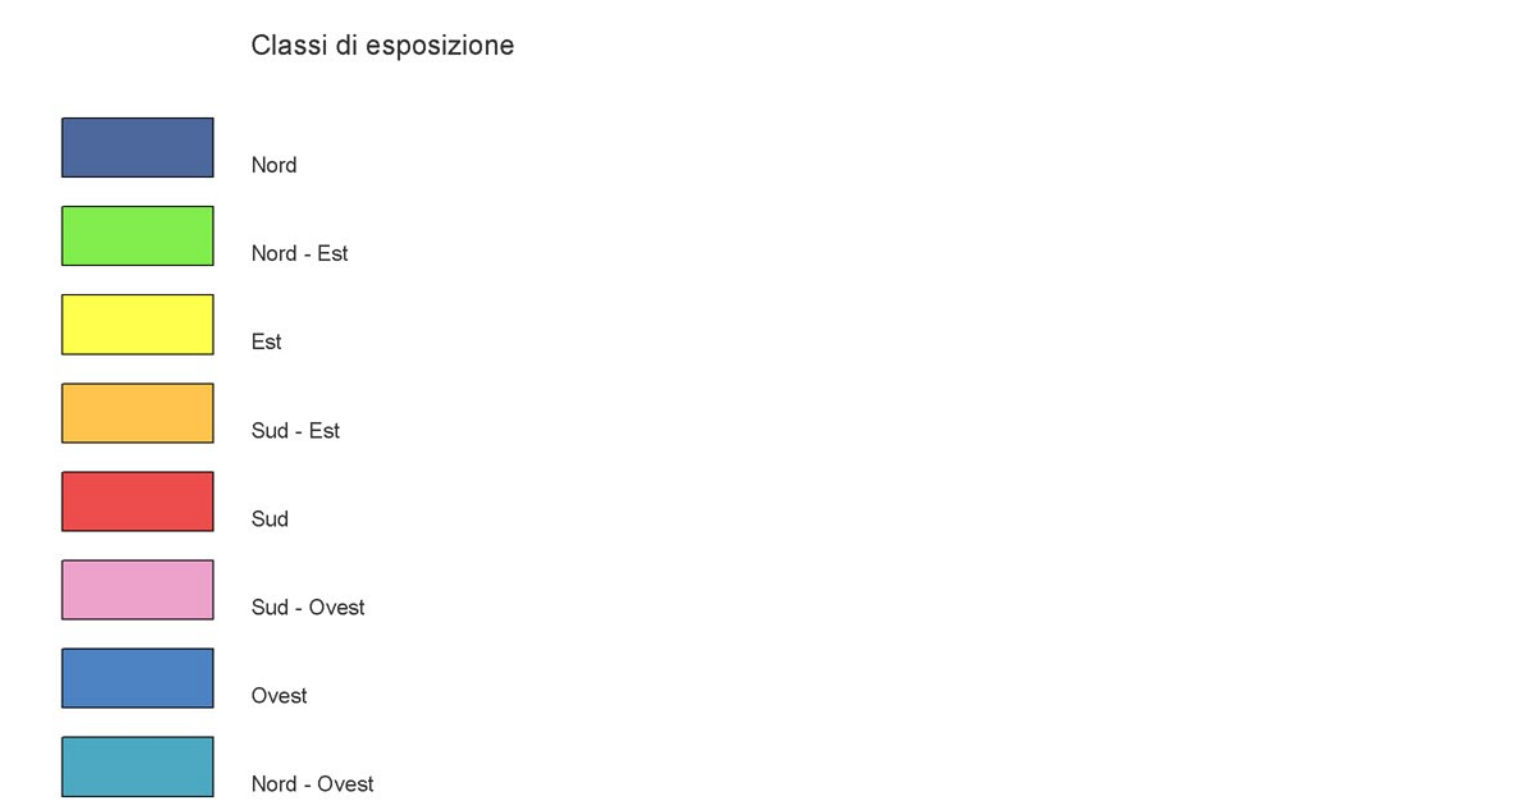 Classi di esposizione
Nord
Nord - Est
Est
Sud - Est
Sud
Sud - Ovest
Ovest
Nord - Ovest